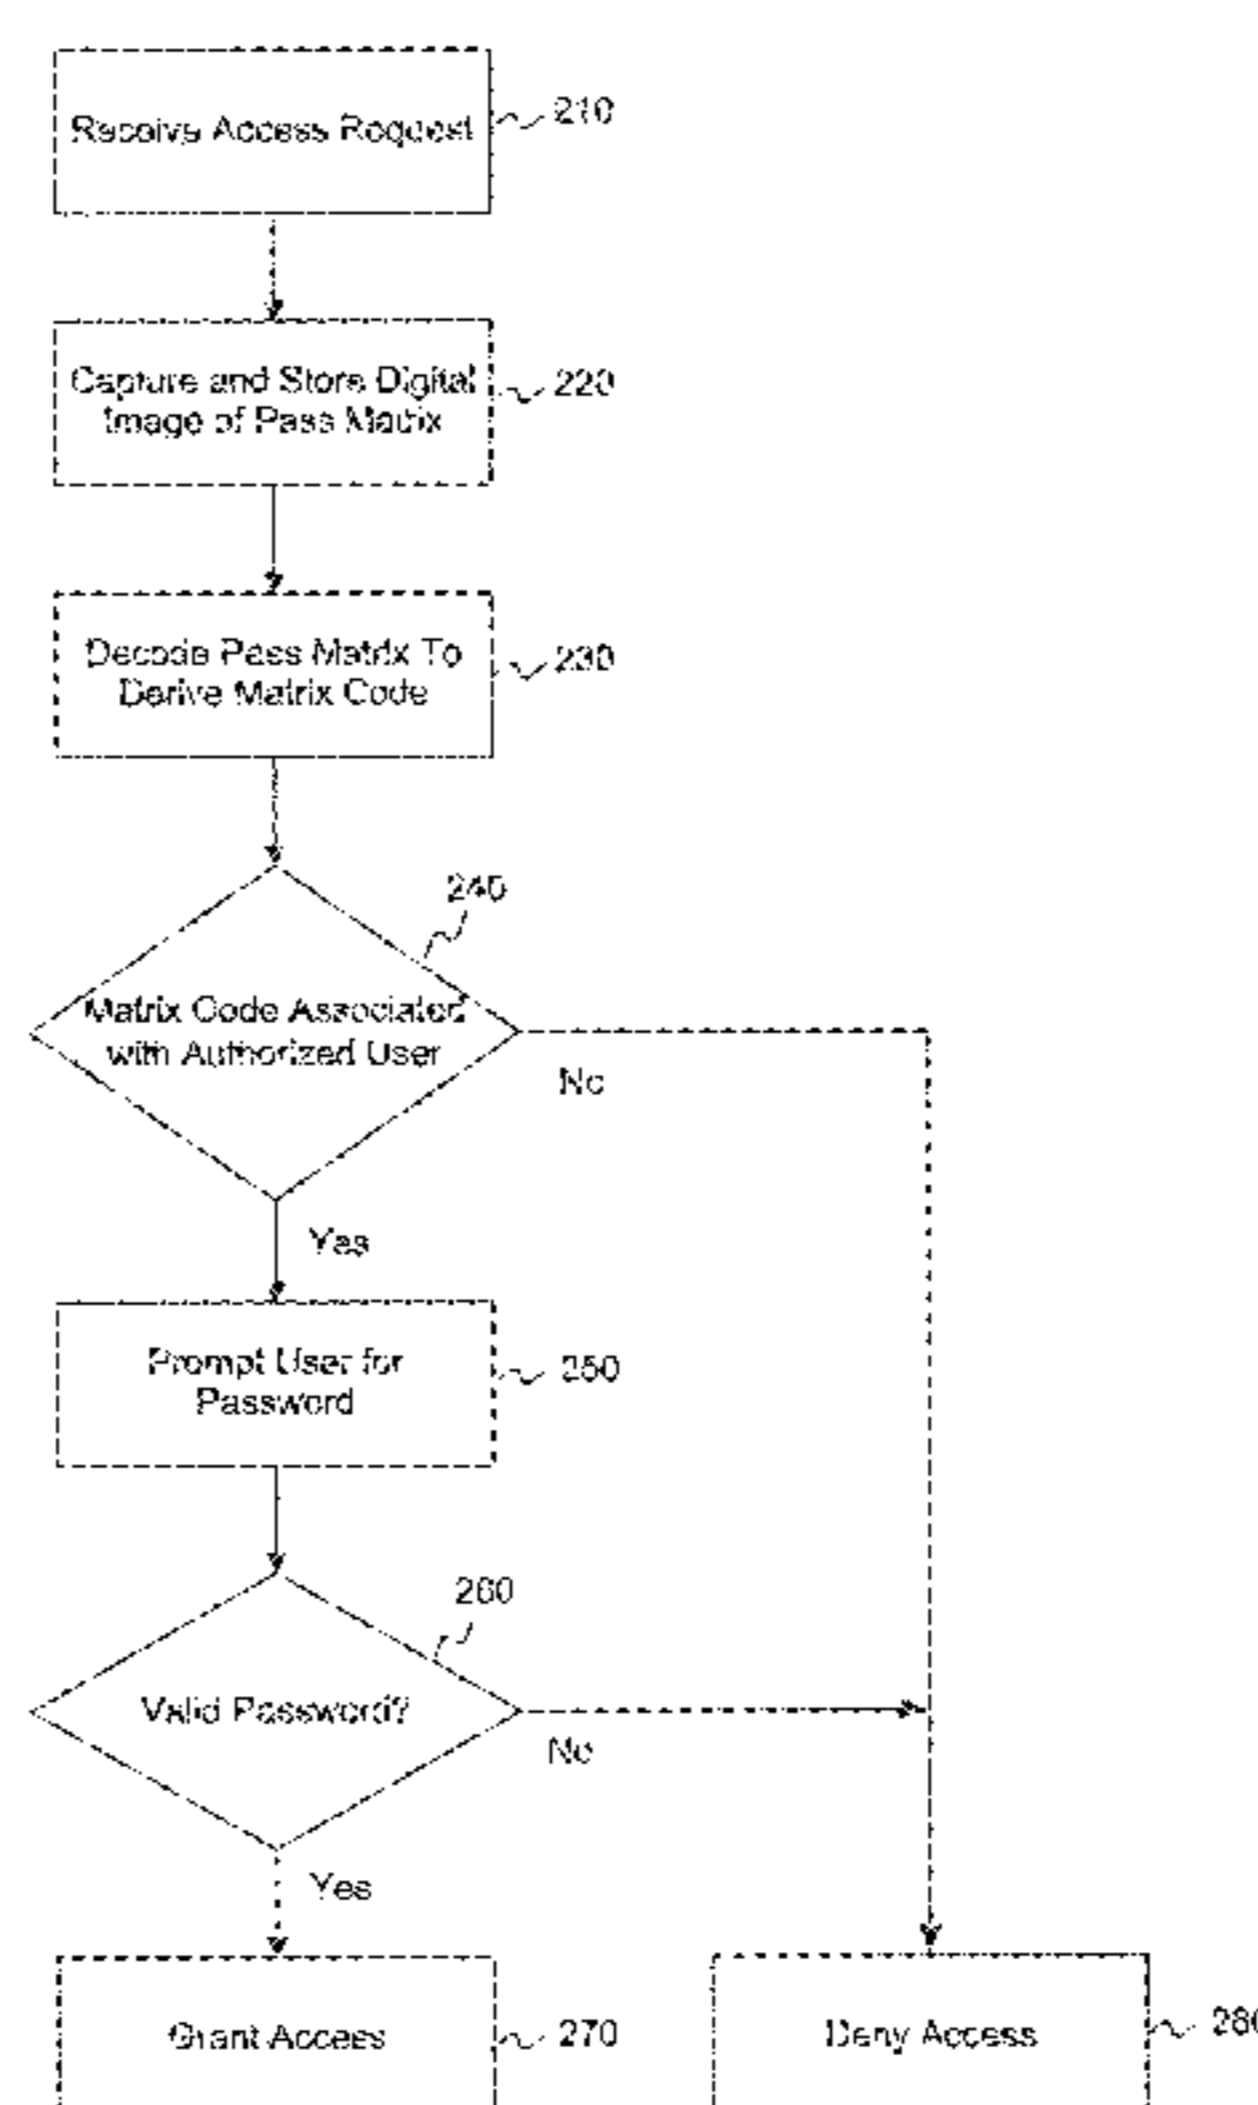 Receive Access Request
210
Capture and Store Digital
Image of Pass Matrix
220
Decode Pass Matrix To
Derive Matrix Code
230
240
Matrix Code Associated
with Authorized User
No
Yes
Prompt User for
Password
250
260
Valid Password?
No
Yes
Grant Access
270
Deny Access
280